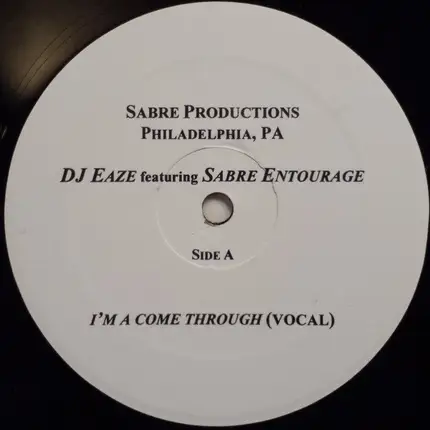 Sabre Productions
Philadelphia, PA
DJ Eaze featuring Sabre Entourage
Side A
I'm a Come Through (vocal)